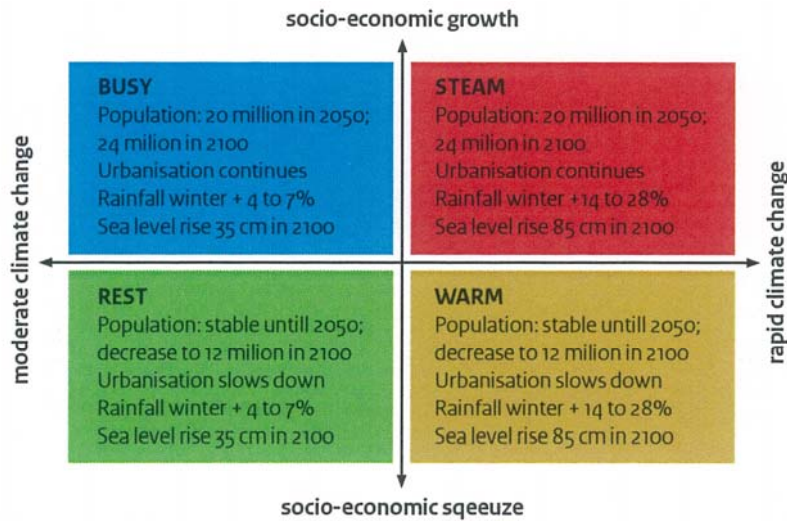 socio-economic growth
BUSY
Population: 20 million in 2050;
24 milion in 2100
Urbanisation continues
Rainfall winter + 4 to 7%
Sea level rise 35 cm in 2100
STEAM
Population: 20 million in 2050;
24 milion in 2100
Urbanisation continues
Rainfall winter +14 to 28%
Sea level rise 85 cm in 2100
moderate climate change
rapid climate change
REST
Population: stable untill 2050;
decrease to 12 milion in 2100
Urbanisation slows down
Rainfall winter + 4 to 7%
Sea level rise 35 cm in 2100
WARM
Population: stable untill 2050;
decrease to 12 milion in 2100
Urbanisation slows down
Rainfall winter + 14 to 28%
Sea level rise 85 cm in 2100
socio-economic sqeeuze